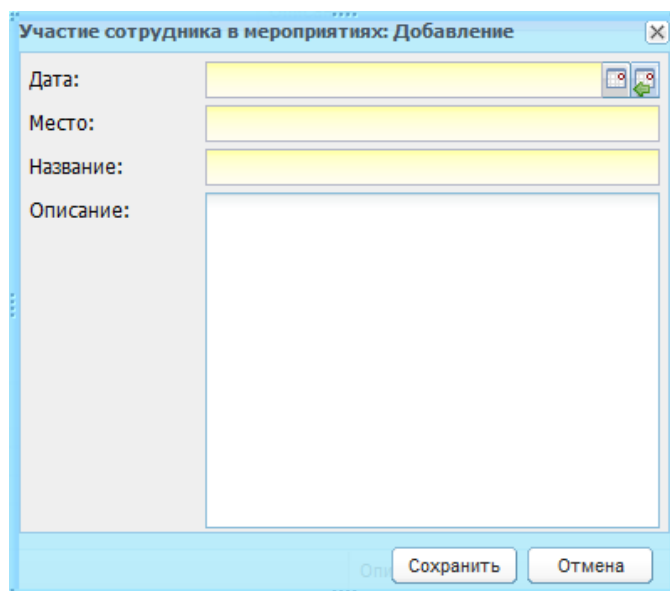 Участие сотрудника в мероприятиях: Добавление
Дата:
Место:
Название:
Описание:
Сохранить Отмена